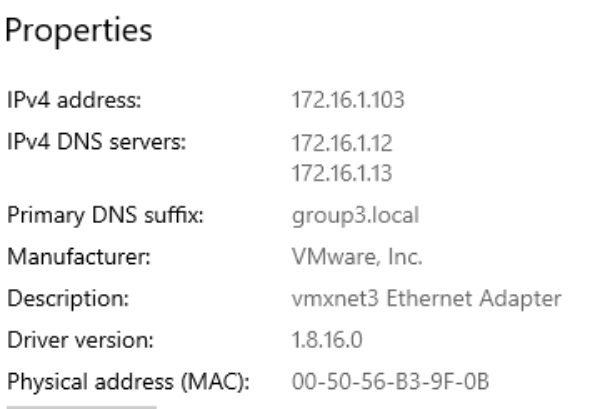 Properties
IPv4 address: 172.16.1.103
IPv4 DNS servers: 172.16.1.12
172.16.1.13
Primary DNS suffix: group3.local
Manufacturer: VMware, Inc.
Description: vmxnet3 Ethernet Adapter
Driver version: 1.8.16.0
Physical address (MAC): 00-50-56-B3-9F-0B